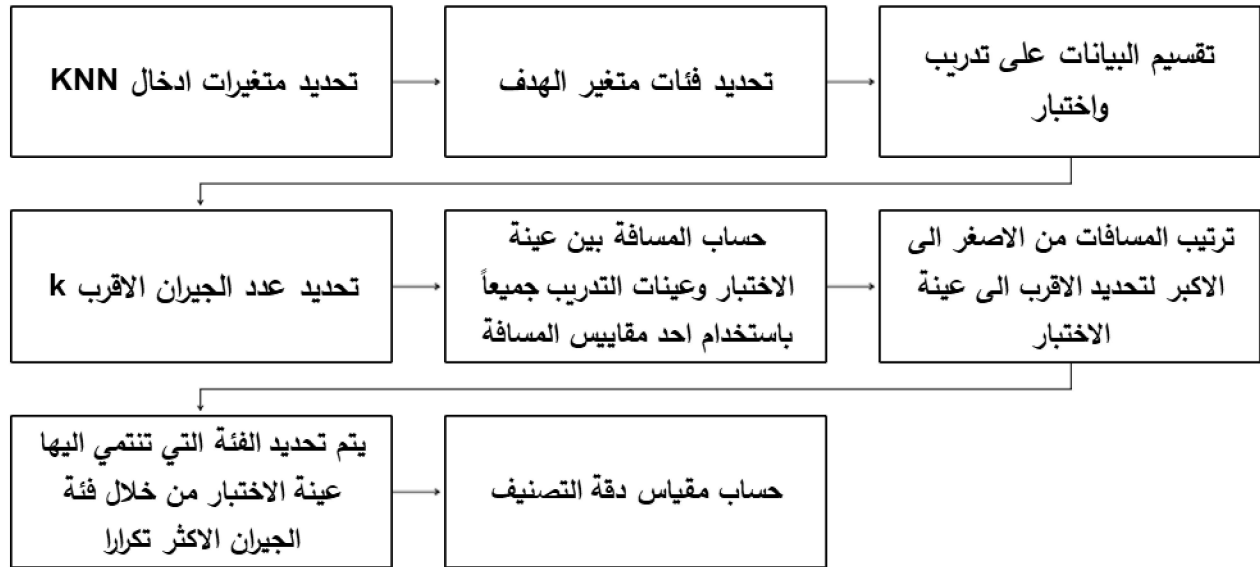 تحديد متغيرات ادخال KNN
تحديد فئات متغير الهدف
تقسيم البيانات على تدريب
واختبار
تحديد عدد الجيران الاقرب k
حساب المسافة بين عينة
الاختبار وعينات التدريب جميعاً
باستخدام احد مقاييس المسافة
ترتيب المسافات من الاصغر الى
الاكبر لتحديد الاقرب الى عينة
الاختبار
يتم تحديد الفئة التي تنتمي اليها
عينة الاختبار من خلال فئة
الجيران الاكثر تكرارا
حساب مقياس دقة التصنيف